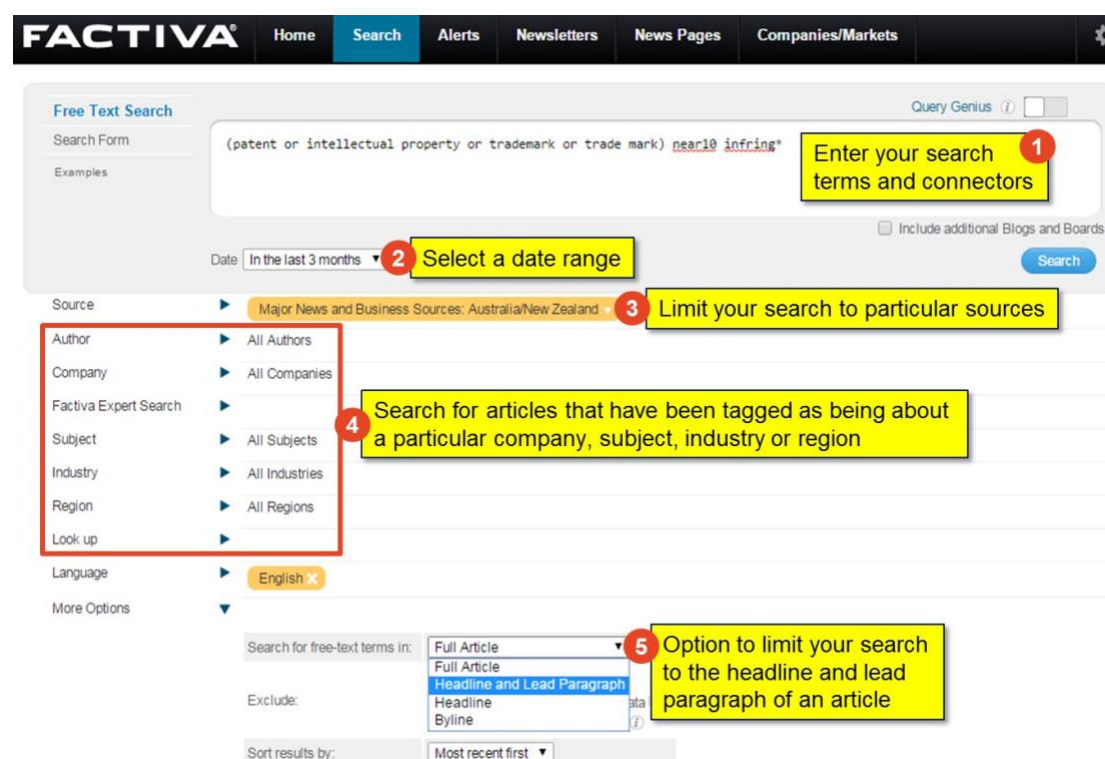 FACTIVA® Home Search Alerts Newsletters News Pages Companies/Markets
Free Text Search
Query Genius i
Search Form
Examples
(patent or intellectual property or trademark or trade mark) near10 infring*
1
Enter your search
terms and connectors
Include additional Blogs and Boards
Date In the last 3 months
2
Select a date range
Search
Source
Major News and Business Sources: Australia/New Zealand
3
Limit your search to particular sources
Author All Authors
Company All Companies
Factiva Expert Search
4
Search for articles that have been tagged as being about
a particular company, subject, industry or region
Subject All Subjects
Industry All Industries
Region All Regions
Look up
Language English X
More Options
Search for free-text terms in: Full Article
5
Option to limit your search
to the headline and lead
paragraph of an article
Full Article
Headline and Lead Paragraph
Exclude:
Headline
Byline
Sort results by: Most recent first